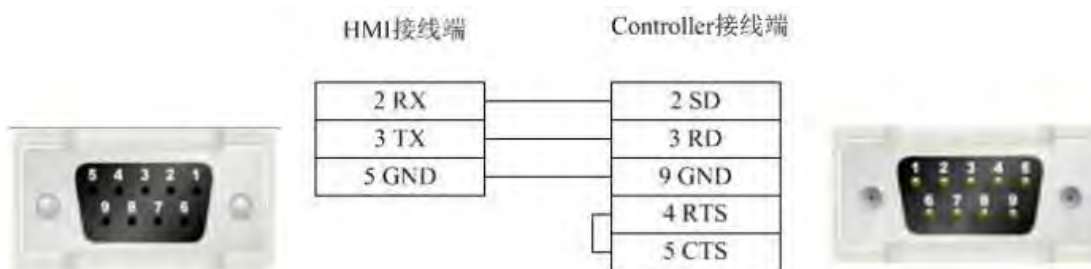 HMI接线端 Controller接线端
2 RX 2 SD
3 TX 3 RD
5 GND 9 GND
4 RTS
5 CTS
5 4 3 2 1
9 8 7 6
1 2 3 4 5
6 7 8 9